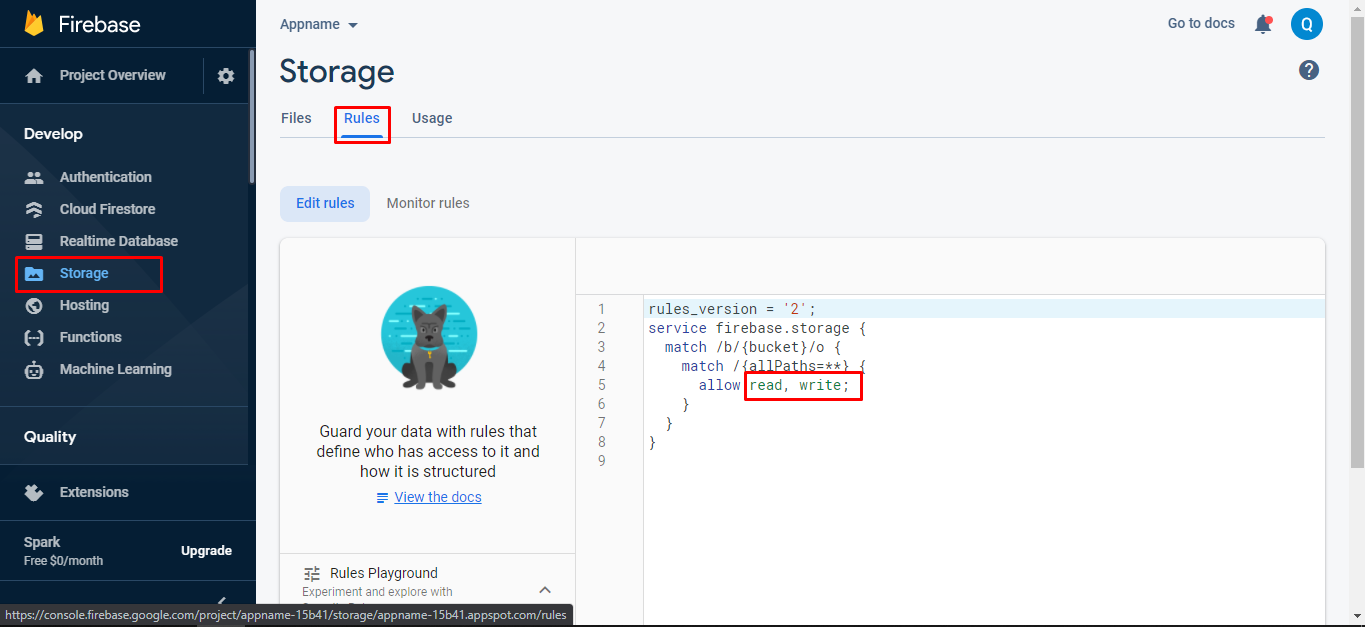 Firebase
Project Overview
Develop
Authentication
Cloud Firestore
Realtime Database
Storage
Hosting
Functions
Machine Learning
Quality
Extensions
Spark
Free $0/month
Upgrade
Appname
Go to docs
Q
?
Storage
Files Rules Usage
Edit rules Monitor rules
Guard your data with rules that
define who has access to it and
how it is structured
View the docs
Rules Playground
Experiment and explore with
1 rules_version = '2';
2 service firebase.storage {
3 match /b/{bucket}/o {
4 match /{allPaths=**} {
5 allow read, write;
6 }
7 }
8 }
9
https://console.firebase.google.com/project/appname-15b41/storage/appname-15b41.appspot.com/rules